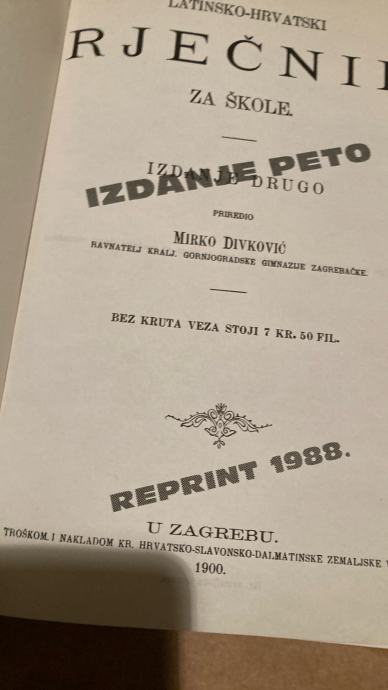 LATINSKO-HRVATSKI
RJEČNI
ZA ŠKOLE.
IZDANJE PETO
IZDANJE DRUGO
PRIREDIO
MIRKO DIVKOVIĆ
RAVNATELJ KRALJ. GORNJOGRADSKE GIMNAZIJE ZAGREBAČKE.
BEZ KRUTA VEZA STOJI 7 KR. 50 FIL.
REPRINT 1988.
U ZAGREBU.
TROŠKOM I NAKLADOM KR. HRVATSKO-SLAVONSKO-DALMATINSKE ZEMALJSKE
1900.